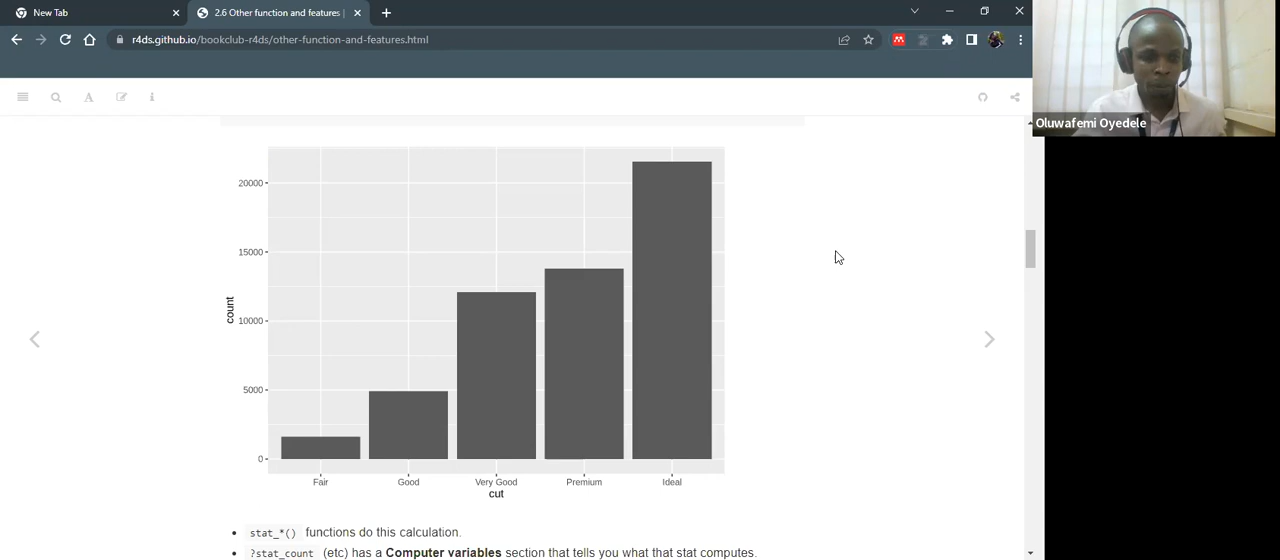 New Tab
2.6 Other function and features |
r4ds.github.io/bookclub-r4ds/other-function-and-features.html
Oluwafemi Oyedele
20000
15000
10000
5000
0
count
Fair Good Very Good Premium Ideal
cut
stat_*() functions do this calculation.
?stat_count (etc) has a Computer variables section that tells you what that stat computes.